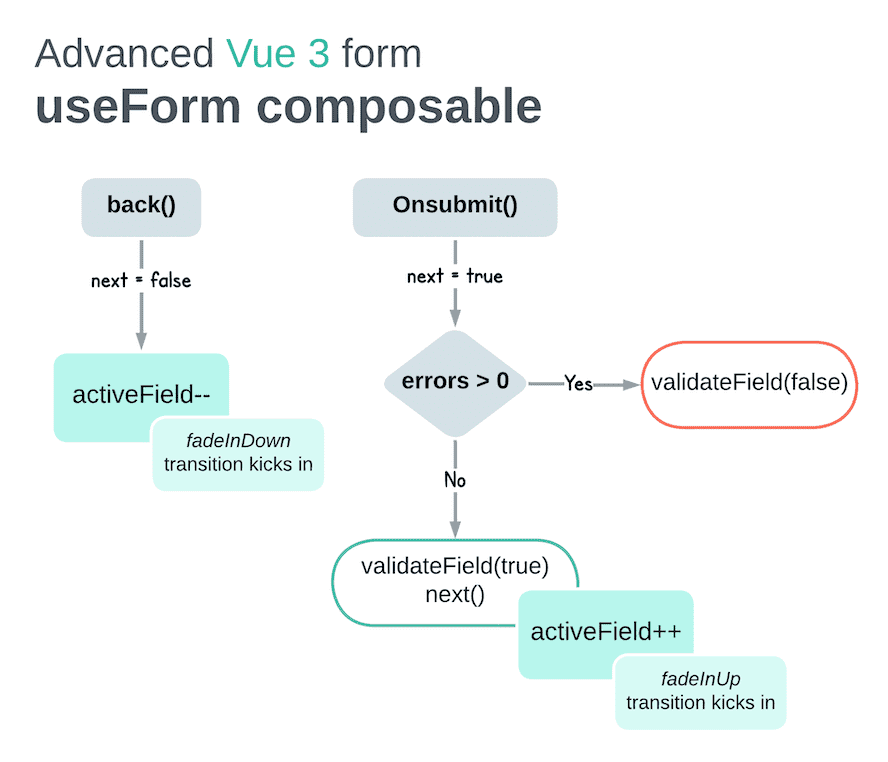 Advanced Vue 3 form
useForm composable
back()
next = false
activeField--
fadeInDown
transition kicks in
Onsubmit()
next = true
errors > 0
Yes
validateField(false)
No
validateField(true)
next()
activeField++
fadeInUp
transition kicks in